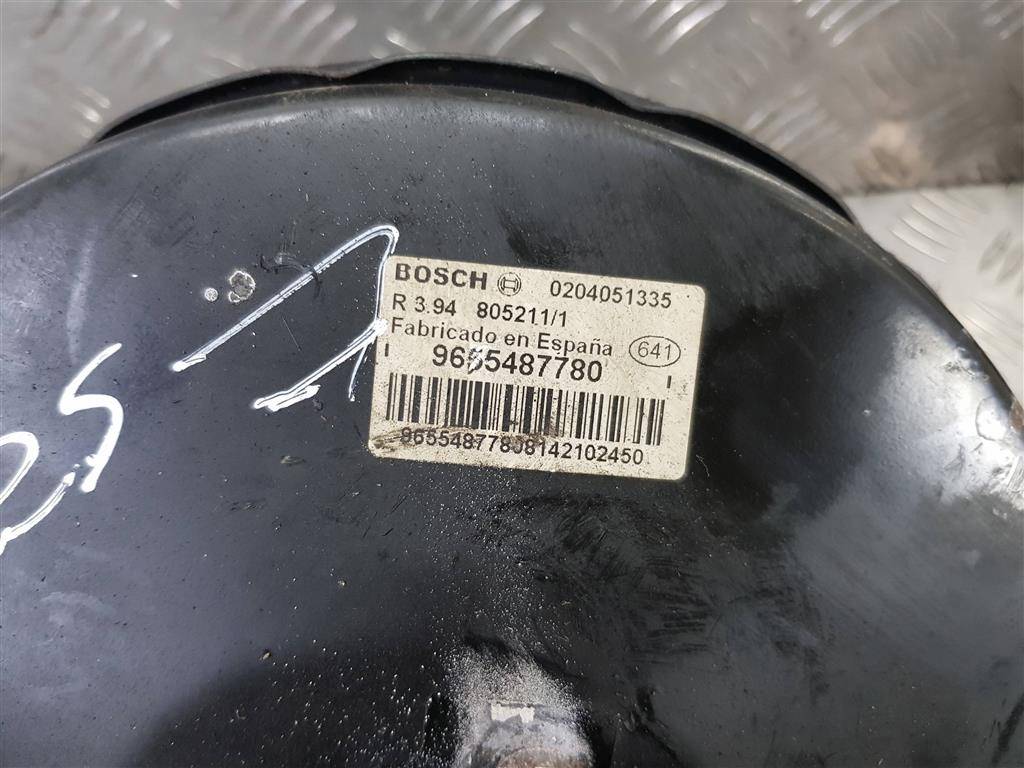 BOSCH 0204051335
R 3.94 805211/1
Fabricado en España 641
9655487780
96554877808142102450